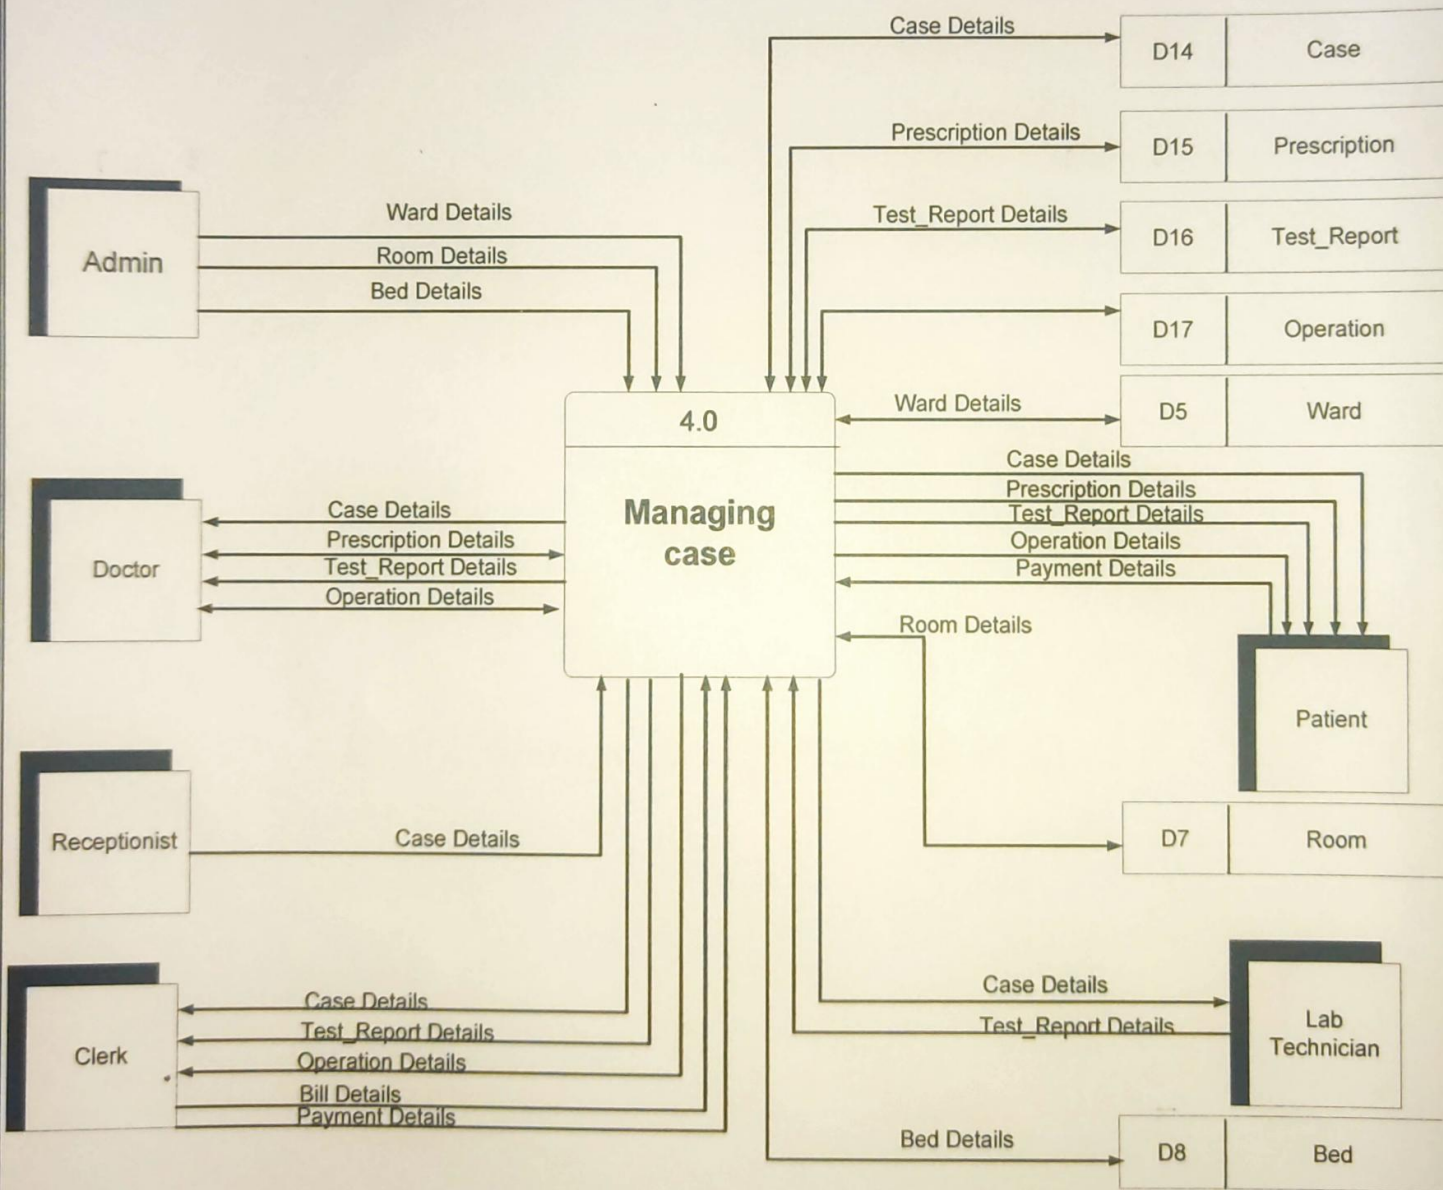 Case Details
D14
Case
Prescription Details
D15
Prescription
Test_Report Details
D16
Test_Report
D17
Operation
Ward Details
D5
Ward
Admin
Ward Details
Room Details
Bed Details
4.0
Managing
case
Doctor
Case Details
Prescription Details
Test_Report Details
Operation Details
Case Details
Prescription Details
Test_Report Details
Operation Details
Payment Details
Patient
Room Details
D7
Room
Receptionist
Case Details
Clerk
Case Details
Test_Report Details
Operation Details
Bill Details
Payment Details
Case Details
Test_Report Details
Lab
Technician
Bed Details
D8
Bed